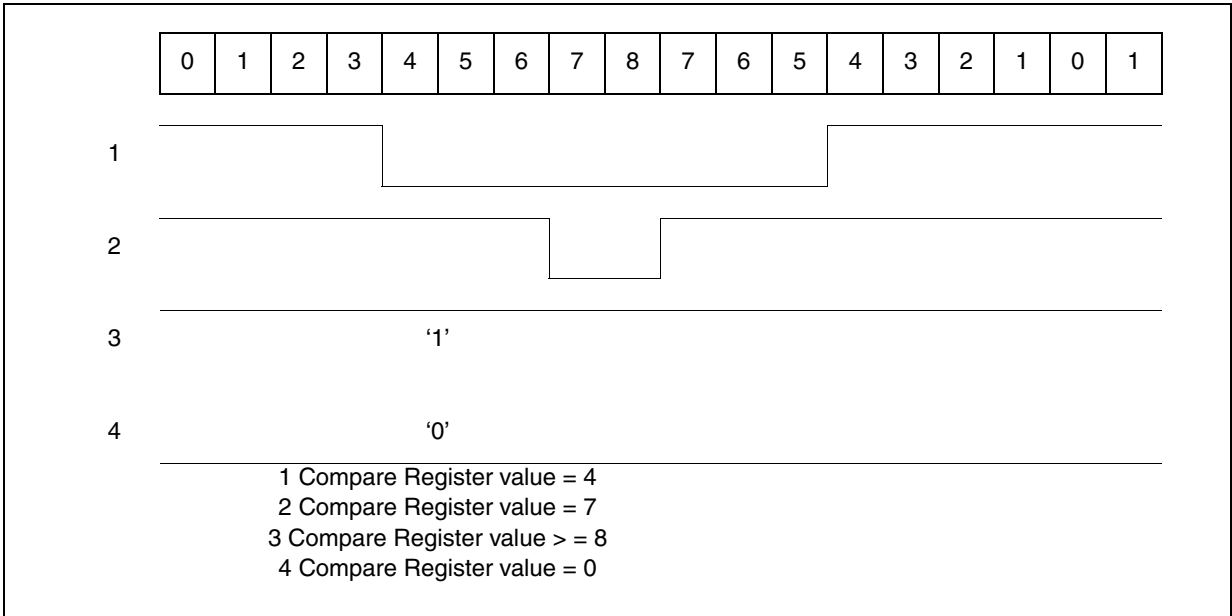 0 1 2 3 4 5 6 7 8 7 6 5 4 3 2 1 0 1
1
2
3 ‘1’
4 ‘0’
1 Compare Register value = 4
2 Compare Register value = 7
3 Compare Register value > = 8
4 Compare Register value = 0